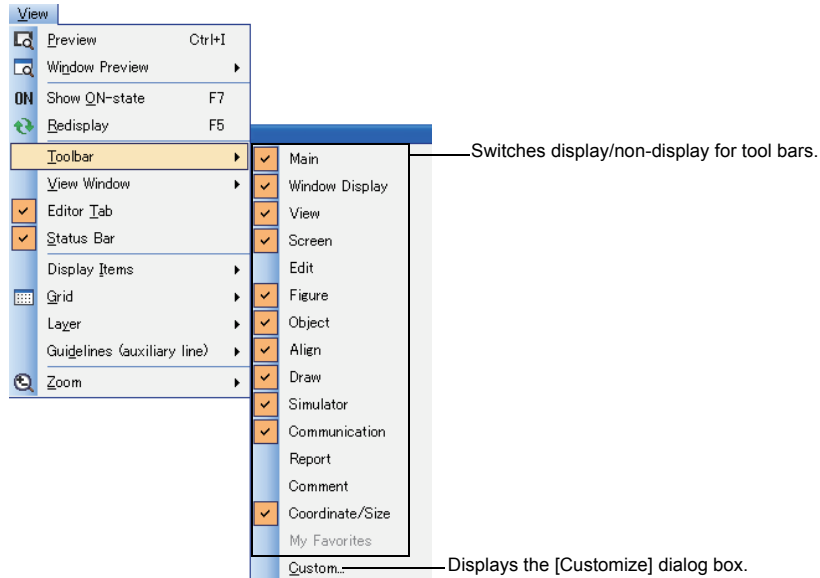 View
Preview Ctrl+I
Window Preview
ON Show ON-state F7
Redisplay F5
Toolbar
View Window
Editor Tab
Status Bar
Display Items
Grid
Layer
Guidelines (auxiliary line)
Zoom
Main
Window Display
View
Screen
Edit
Figure
Object
Align
Draw
Simulator
Communication
Report
Comment
Coordinate/Size
My Favorites
Custom...
Switches display/non-display for tool bars.
Displays the [Customize] dialog box.